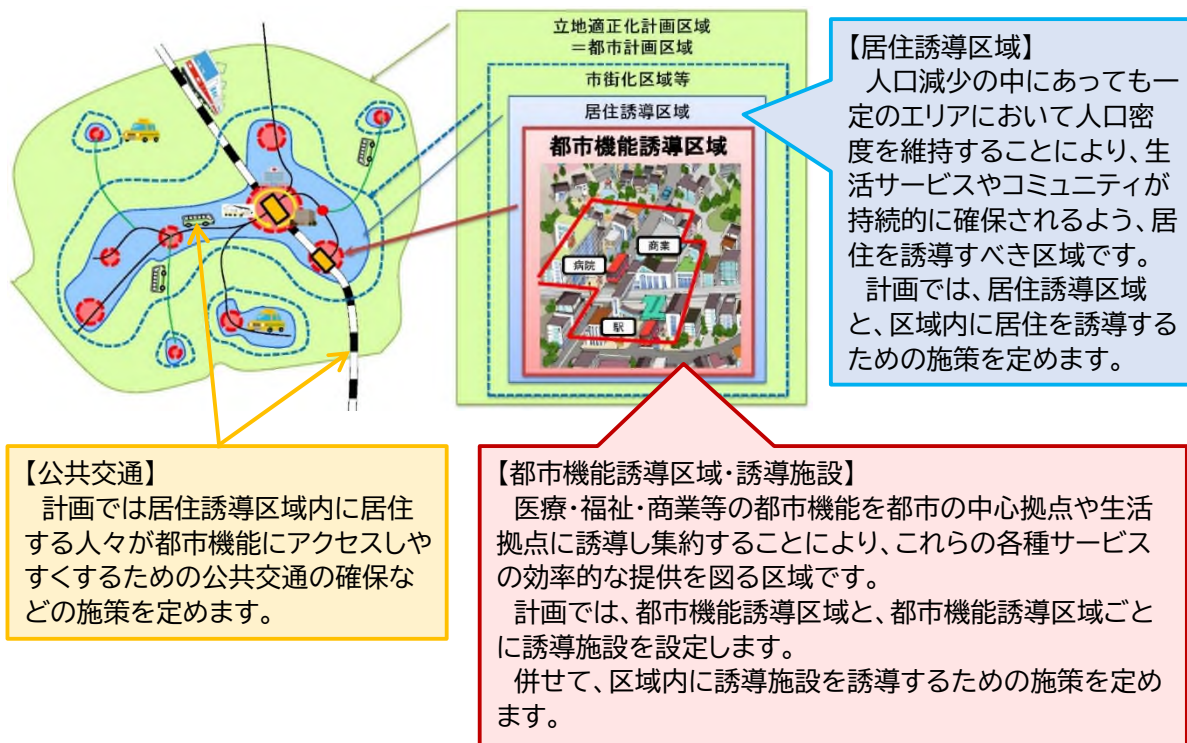 立地適正化計画区域
＝都市計画区域
市街化区域等
居住誘導区域
都市機能誘導区域
商業
病院
駅
【居住誘導区域】
人口減少の中にあっても一
定のエリアにおいて人口密
度を維持することにより、生
活サービスやコミュニティが
持続的に確保されるよう、居
住を誘導すべき区域です。
計画では、居住誘導区域
と、区域内に居住を誘導する
ための施策を定めます。
【公共交通】
計画では居住誘導区域内に居住
する人々が都市機能にアクセスしや
すくするための公共交通の確保な
どの施策を定めます。
【都市機能誘導区域・誘導施設】
医療・福祉・商業等の都市機能を都市の中心拠点や生活
拠点に誘導し集約することにより、これらの各種サービス
の効率的な提供を図る区域です。
計画では、都市機能誘導区域と、都市機能誘導区域ごと
に誘導施設を設定します。
併せて、区域内に誘導施設を誘導するための施策を定め
ます。